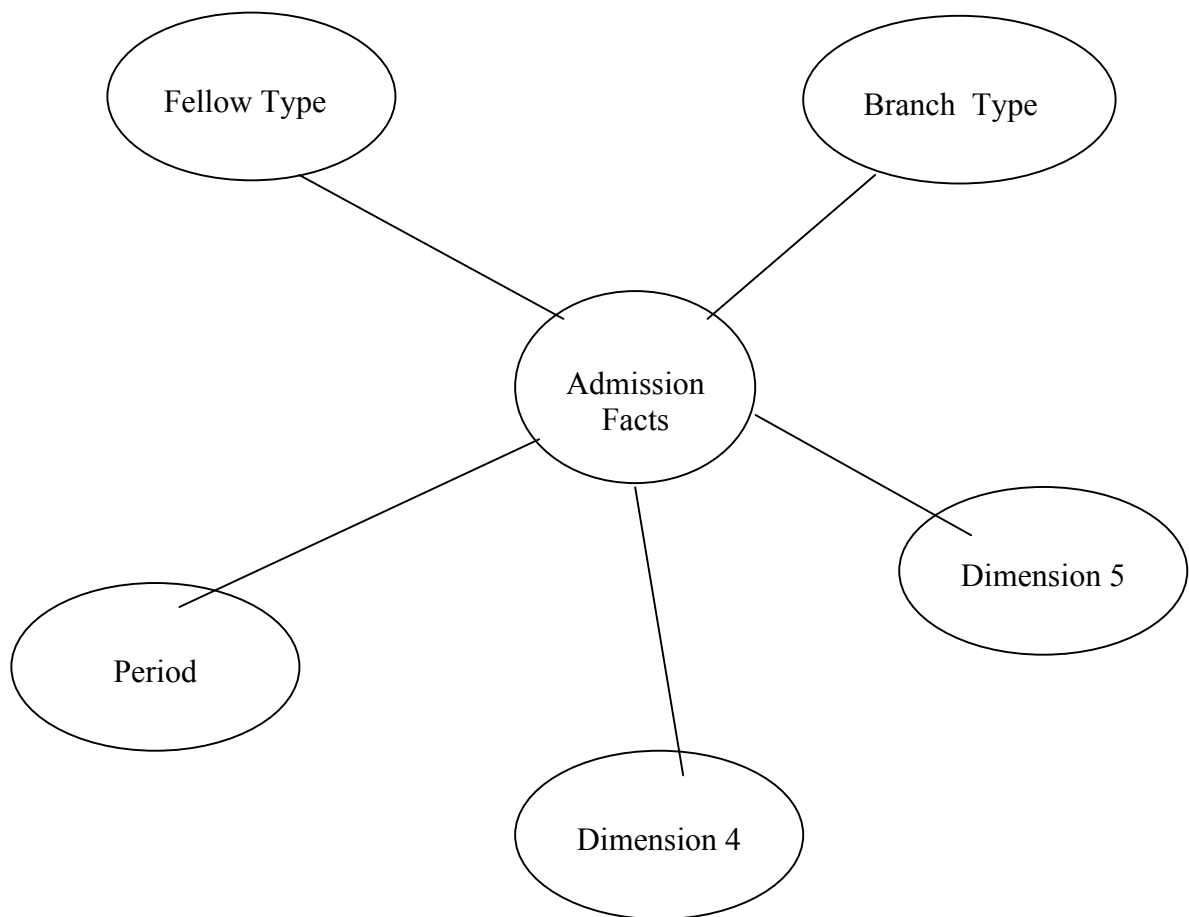 Fellow Type
Branch  Type
Admission
Facts
Dimension 5
Period
Dimension 4